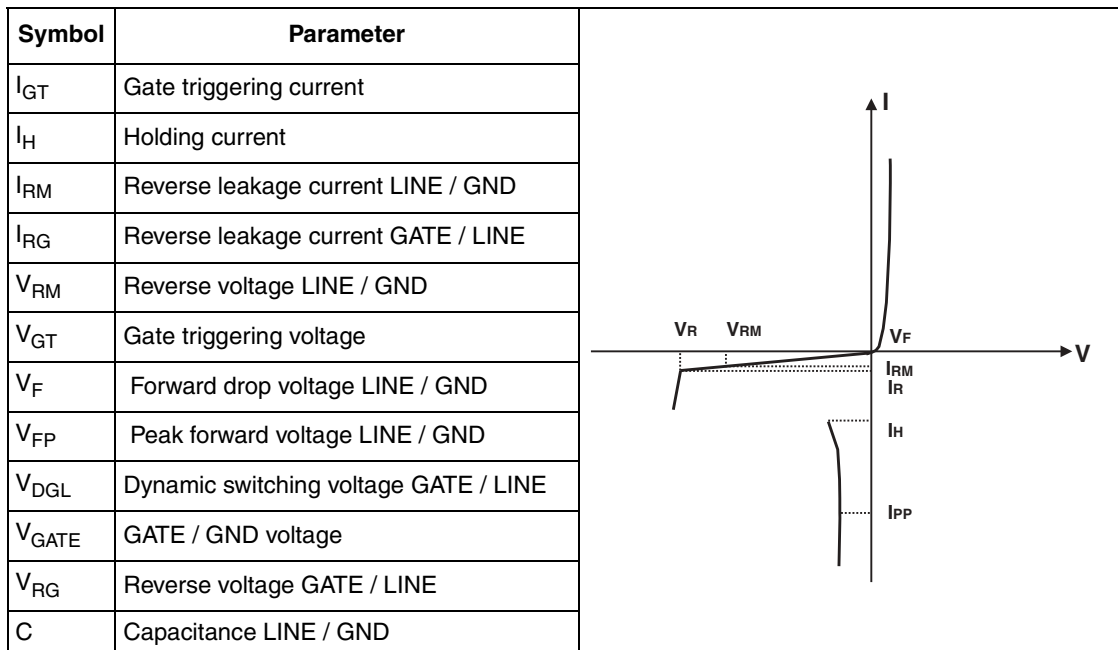 Symbol Parameter
IGT Gate triggering current
IH Holding current
IRM Reverse leakage current LINE / GND
IRG Reverse leakage current GATE / LINE
VRM Reverse voltage LINE / GND
VGT Gate triggering voltage
VF Forward drop voltage LINE / GND
VFP Peak forward voltage LINE / GND
VDGL Dynamic switching voltage GATE / LINE
VGATE GATE / GND voltage
VRG Reverse voltage GATE / LINE
C Capacitance LINE / GND
I
VR VRM VF
V
IRM
IR
IH
IPP